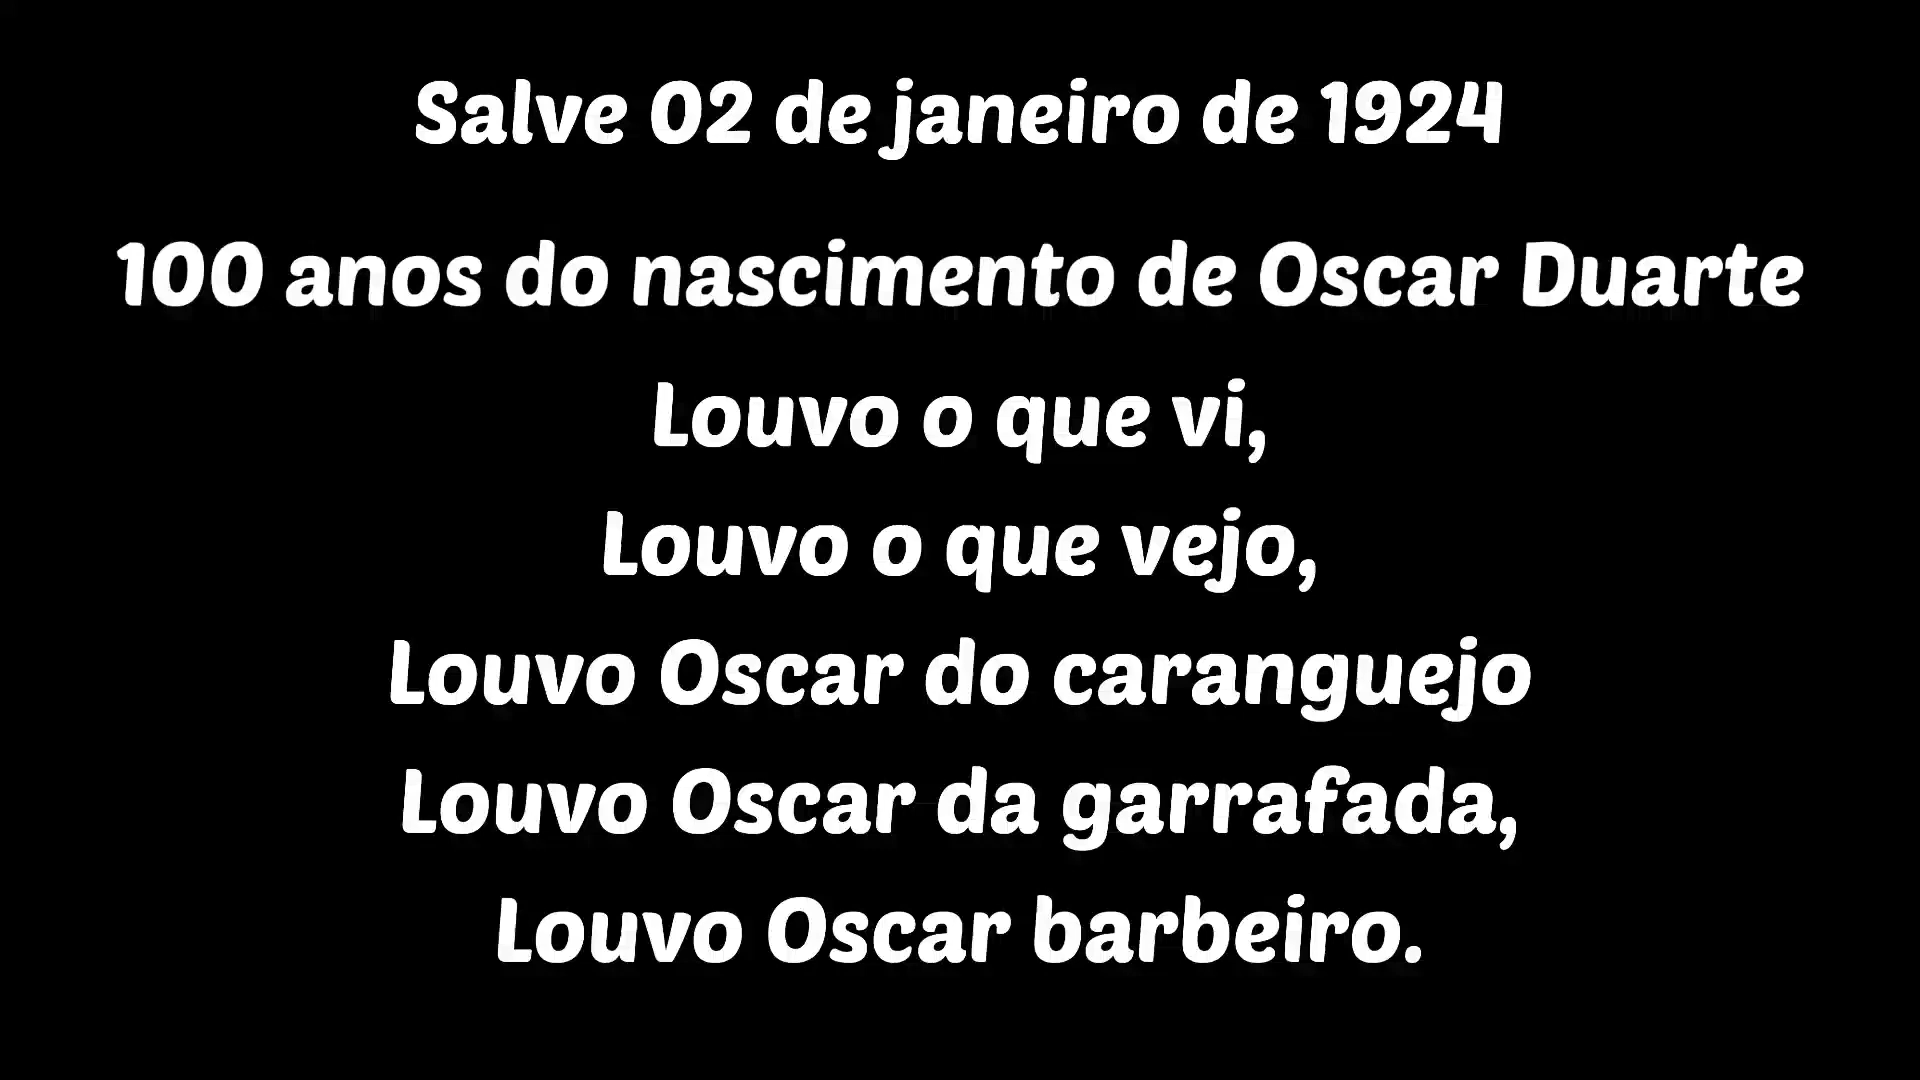 Salve 02 de janeiro de 1924
100 anos do nascimento de Oscar Duarte
Louvo o que vi,
Louvo o que vejo,
Louvo Oscar do caranguejo
Louvo Oscar da garrafada,
Louvo Oscar barbeiro.